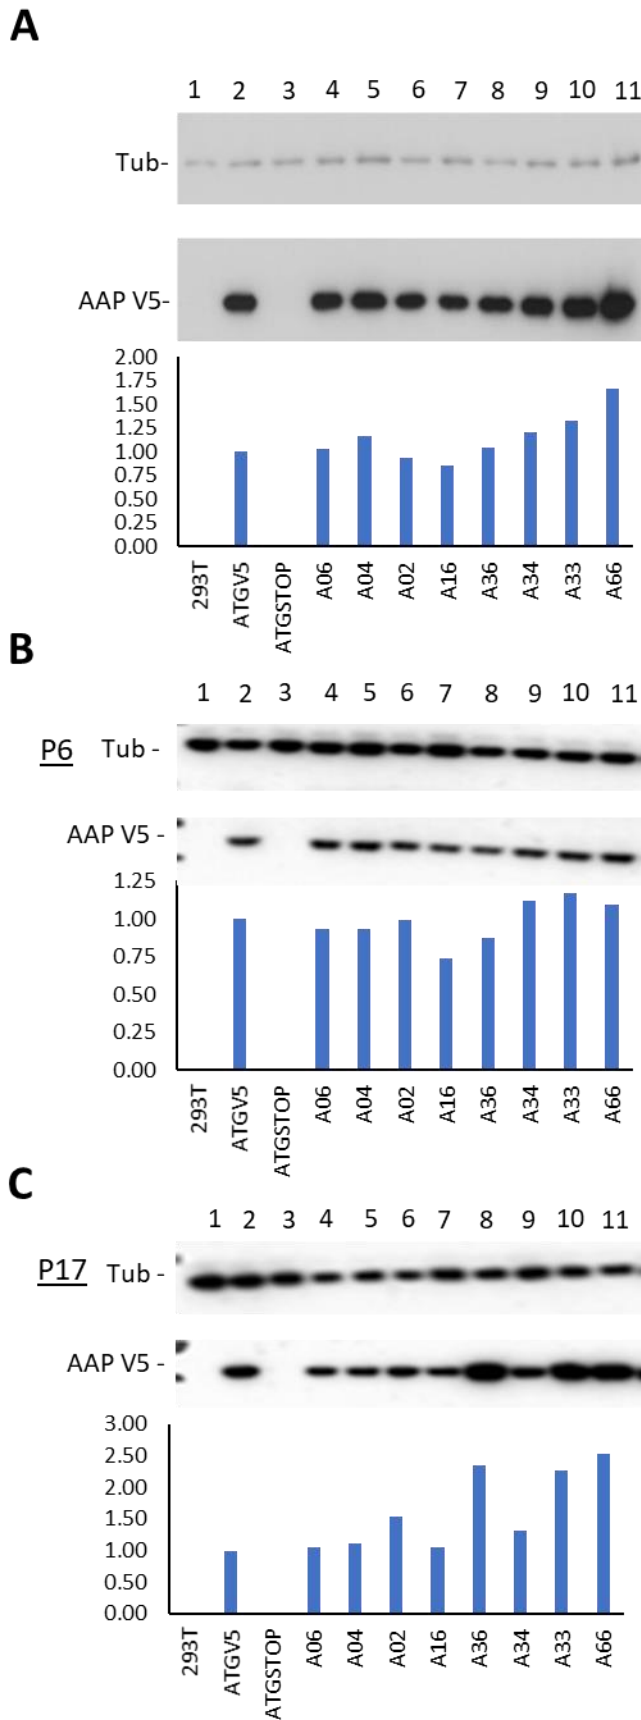 A
1 2 3 4 5 6 7 8 9 10 11
Tub-
AAP V5-
2.00
1.75
1.50
1.25
1.00
0.75
0.50
0.25
0.00
293T ATGV5 ATGSTOP A06 A04 A02 A16 A36 A34 A33 A66
B
1 2 3 4 5 6 7 8 9 10 11
P6 Tub -
AAP V5 -
1.25
1.00
0.75
0.50
0.25
0.00
293T ATGV5 ATGSTOP A06 A04 A02 A16 A36 A34 A33 A66
C
1 2 3 4 5 6 7 8 9 10 11
P17 Tub -
AAP V5 -
3.00
2.50
2.00
1.50
1.00
0.50
0.00
293T ATGV5 ATGSTOP A06 A04 A02 A16 A36 A34 A33 A66